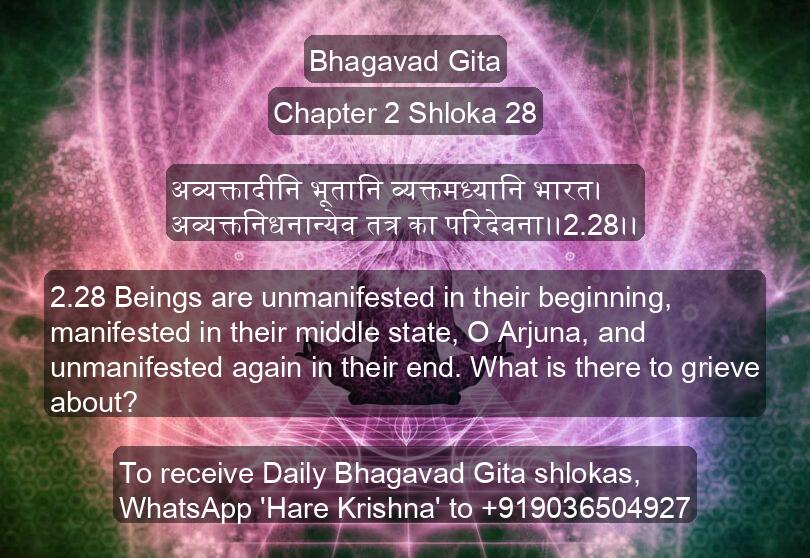 Bhagavad Gita
Chapter 2 Shloka 28
अव्यक्तादीनि भूतानि व्यक्तमध्यानि भारत।
अव्यक्तनिधनान्येव तत्र का परिदेवना।।2.28।।
2.28 Beings are unmanifested in their beginning,
manifested in their middle state, O Arjuna, and
unmanifested again in their end. What is there to grieve
about?
To receive Daily Bhagavad Gita shlokas,
WhatsApp 'Hare Krishna' to +919036504927